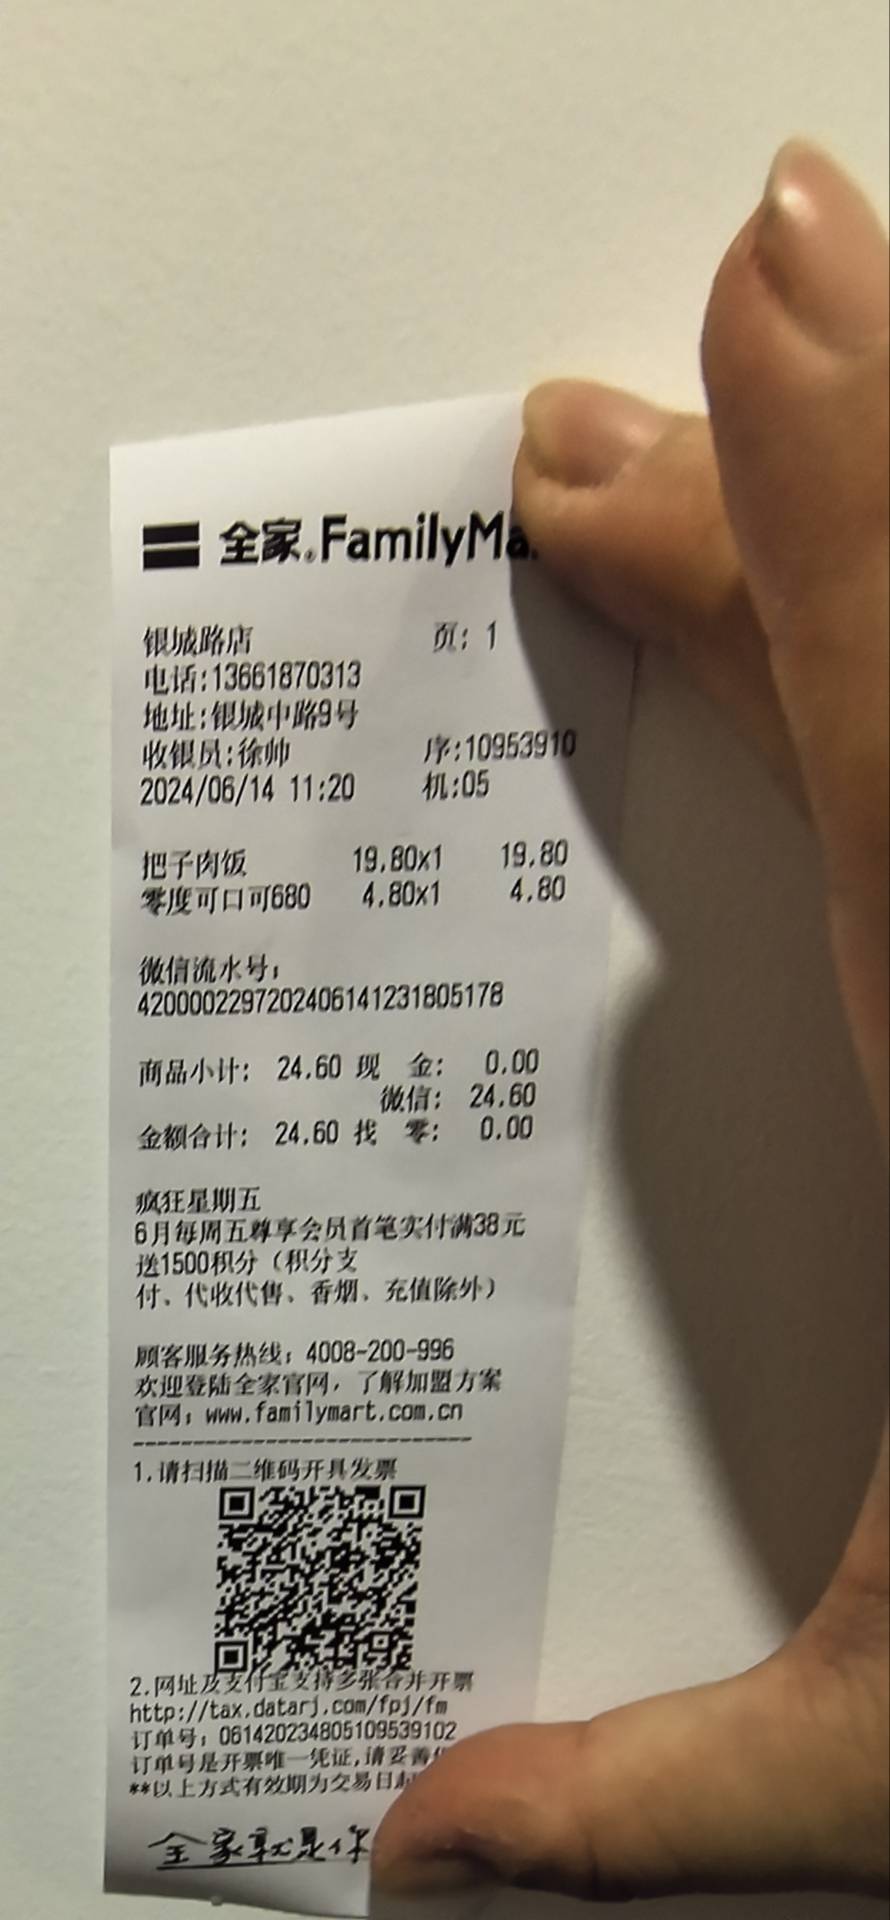 全家®FamilyMa
银城路店 页: 1
电话:13661870313
地址:银城中路9号
收银员:徐帅 序:10953910
2024/06/14 11:20 机:05
把子肉饭 19.80x1 19.80
零度可口可680 4.80x1 4.80
微信流水号:
4200002297202406141231805178
商品小计: 24.60 现 金: 0.00
微信: 24.60
金额合计: 24.60 找 零: 0.00
疯狂星期五
6月每周五尊享会员首笔实付满38元
送1500积分（积分支
付、代收代售、香烟、充值除外）
顾客服务热线: 4008-200-996
欢迎登陆全家官网，了解加盟方案
官网: www.familymart.com.cn
1.请扫描二维码开具发票
2.网址及支付宝支持多张合并开票
http://tax.datarj.com/fpj/fm
订单号: 061420234805109539102
订单号是开票唯一凭证,请妥善
**以上方式有效期为交易日起
全家就是你